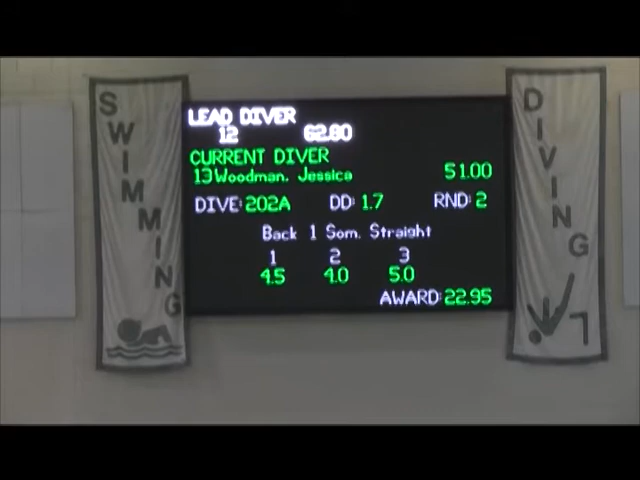 SWIMMING
LEAD DIVER
12 62.80
CURRENT DIVER
13 Woodman, Jessica 51.00
DIVE: 202A DD: 1.7 RND: 2
Back 1 Som. Straight
1 2 3
4.5 4.0 5.0
AWARD: 22.95
DIVING